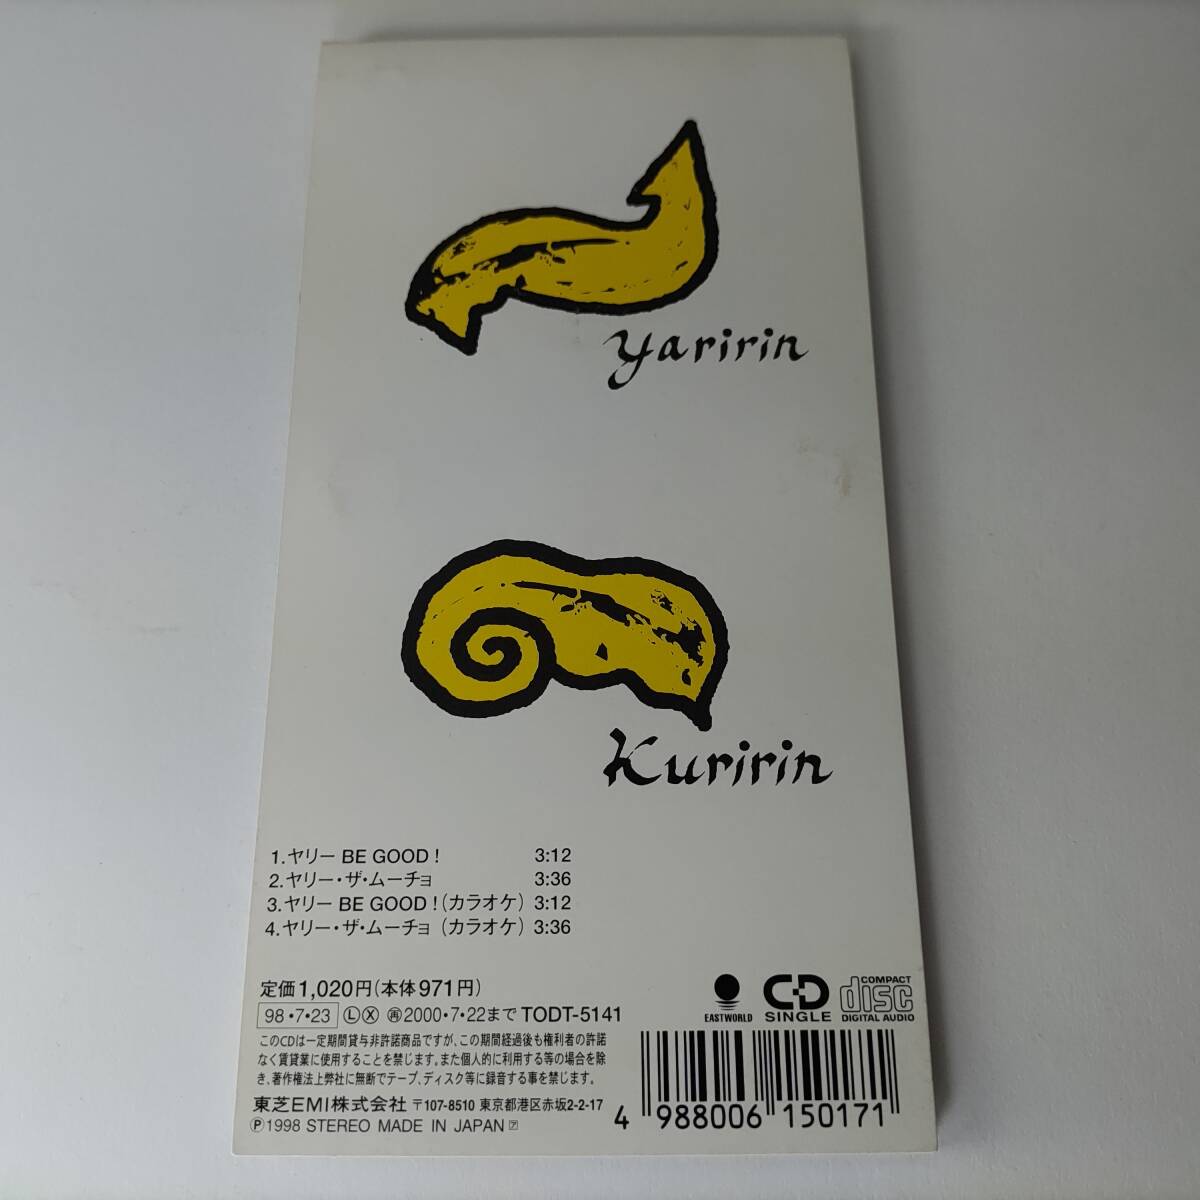 Yaririn
Kuririn
1.ヤリー BE GOOD! 3:12
2.ヤリー・ザ・ムーチョ 3:36
3.ヤリー BE GOOD!(カラオケ) 3:12
4.ヤリー・ザ・ムーチョ(カラオケ) 3:36
定価1,020円(本体971円)
98・7・23 Ⓛ Ⓧ ㊢2000・7・22まで TODT-5141
EASTWORLD
CD SINGLE
COMPACT disc DIGITAL AUDIO
このCDは一定期間貸与非許諾商品ですが、この期間経過後も権利者の許諾
なく賃貸業に使用することを禁じます。また個人的に利用する等の場合を除
き、著作権法上弊社に無断でテープ、ディスク等に録音する事を禁じます。
東芝EMI株式会社 〒107-8510 東京都港区赤坂2-2-17
Ⓟ1998 STEREO MADE IN JAPAN ア
4 988006 150171